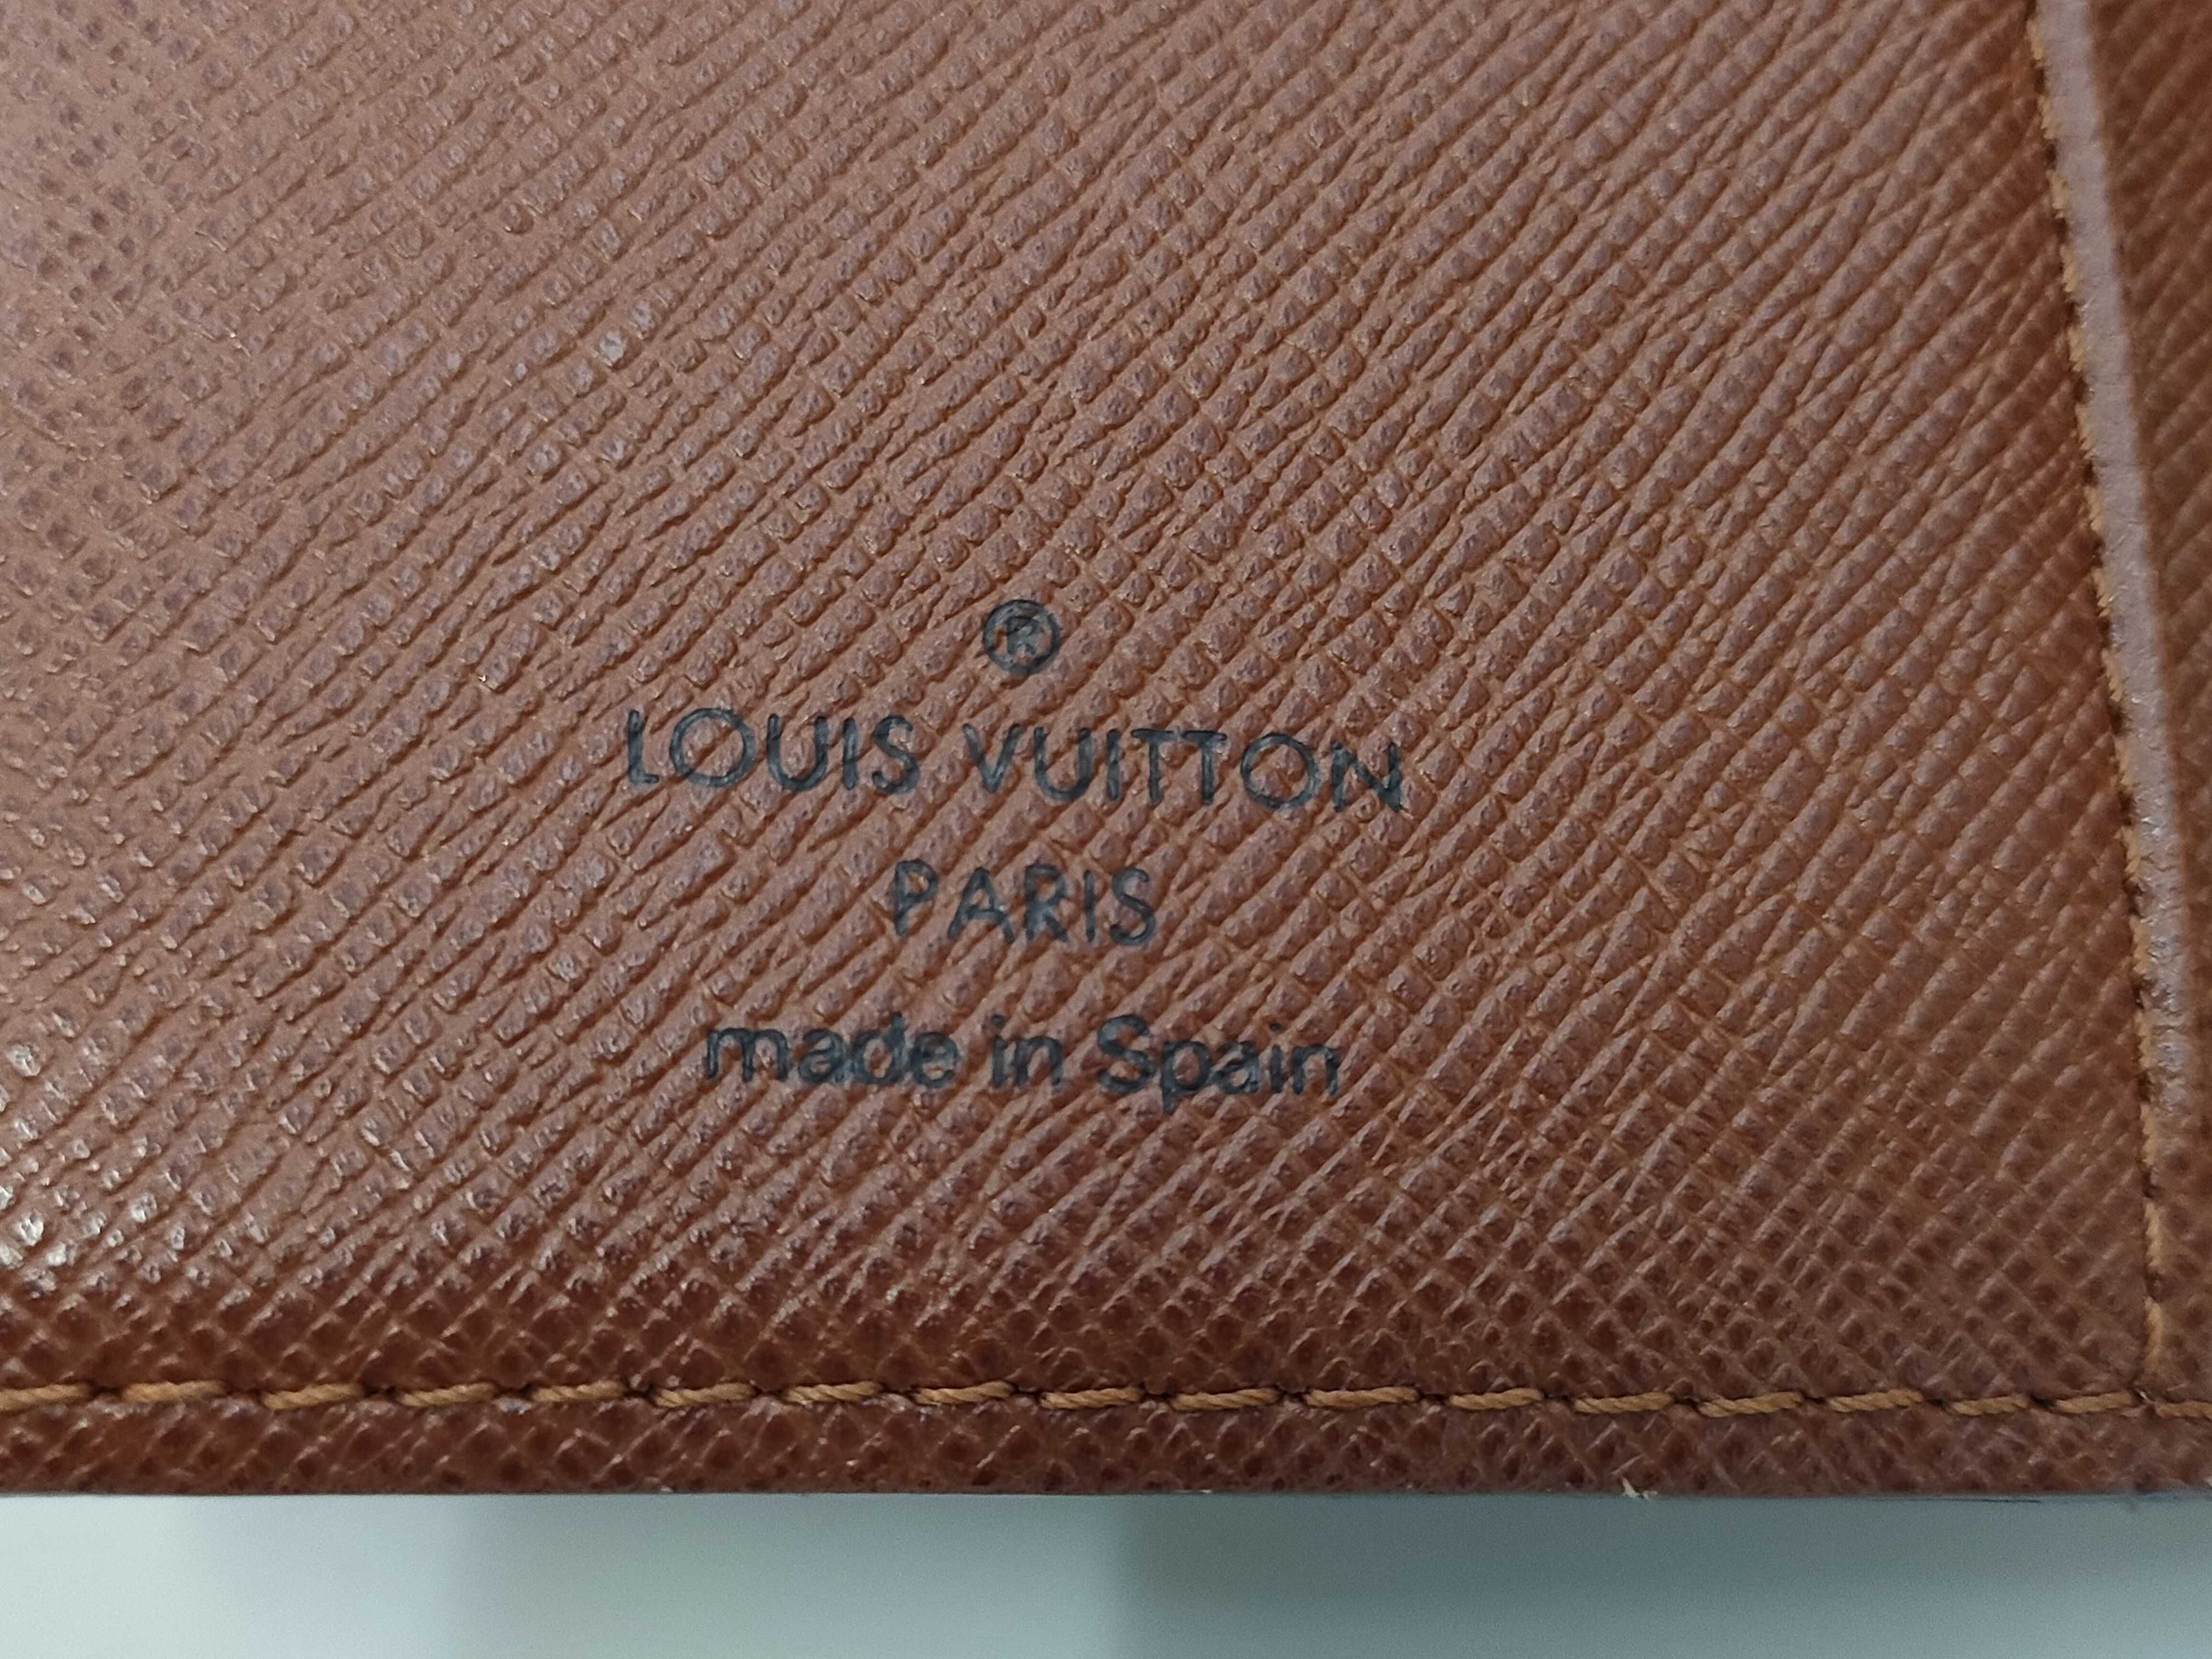 ®
LOUIS VUITTON
PARIS
made in Spain